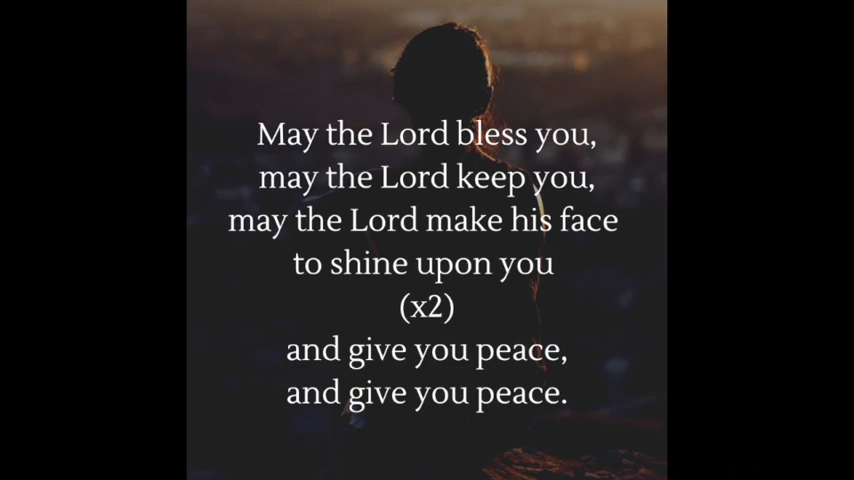 May the Lord bless you,
may the Lord keep you,
may the Lord make his face
to shine upon you
(x2)
and give you peace,
and give you peace.